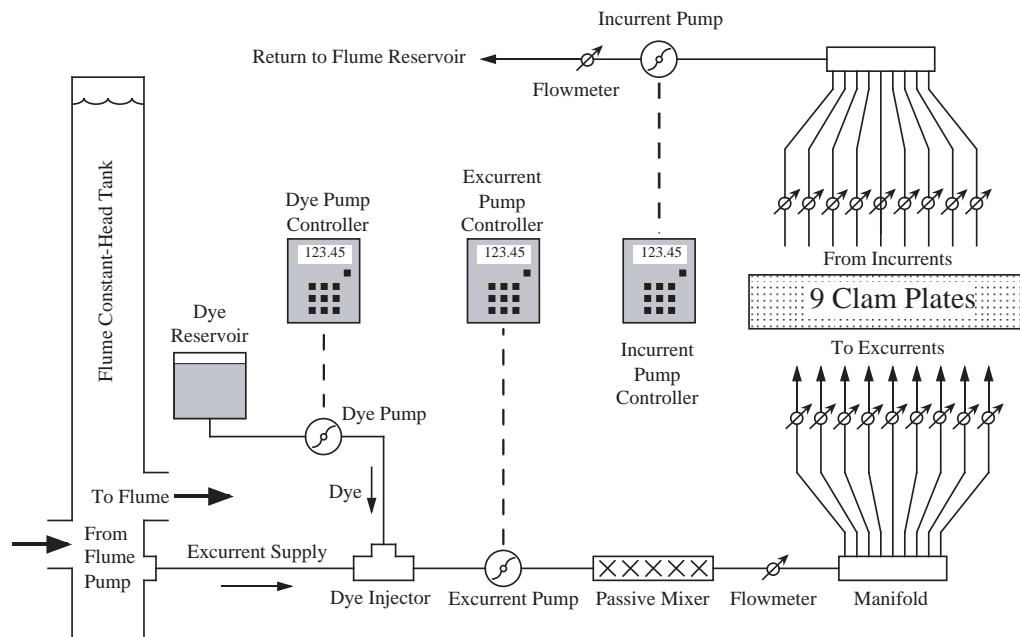 Incurrent Pump
Return to Flume Reservoir
Flowmeter
Flume Constant-Head Tank
Dye Pump
Controller
123.45
Excurrent
Pump
Controller
123.45
123.45
Incurrent
Pump
Controller
From Incurrents
9 Clam Plates
To Excurrents
Dye
Reservoir
Dye Pump
To Flume
Dye
From
Flume
Pump
Excurrent Supply
Dye Injector
Excurrent Pump
Passive Mixer
Flowmeter
Manifold